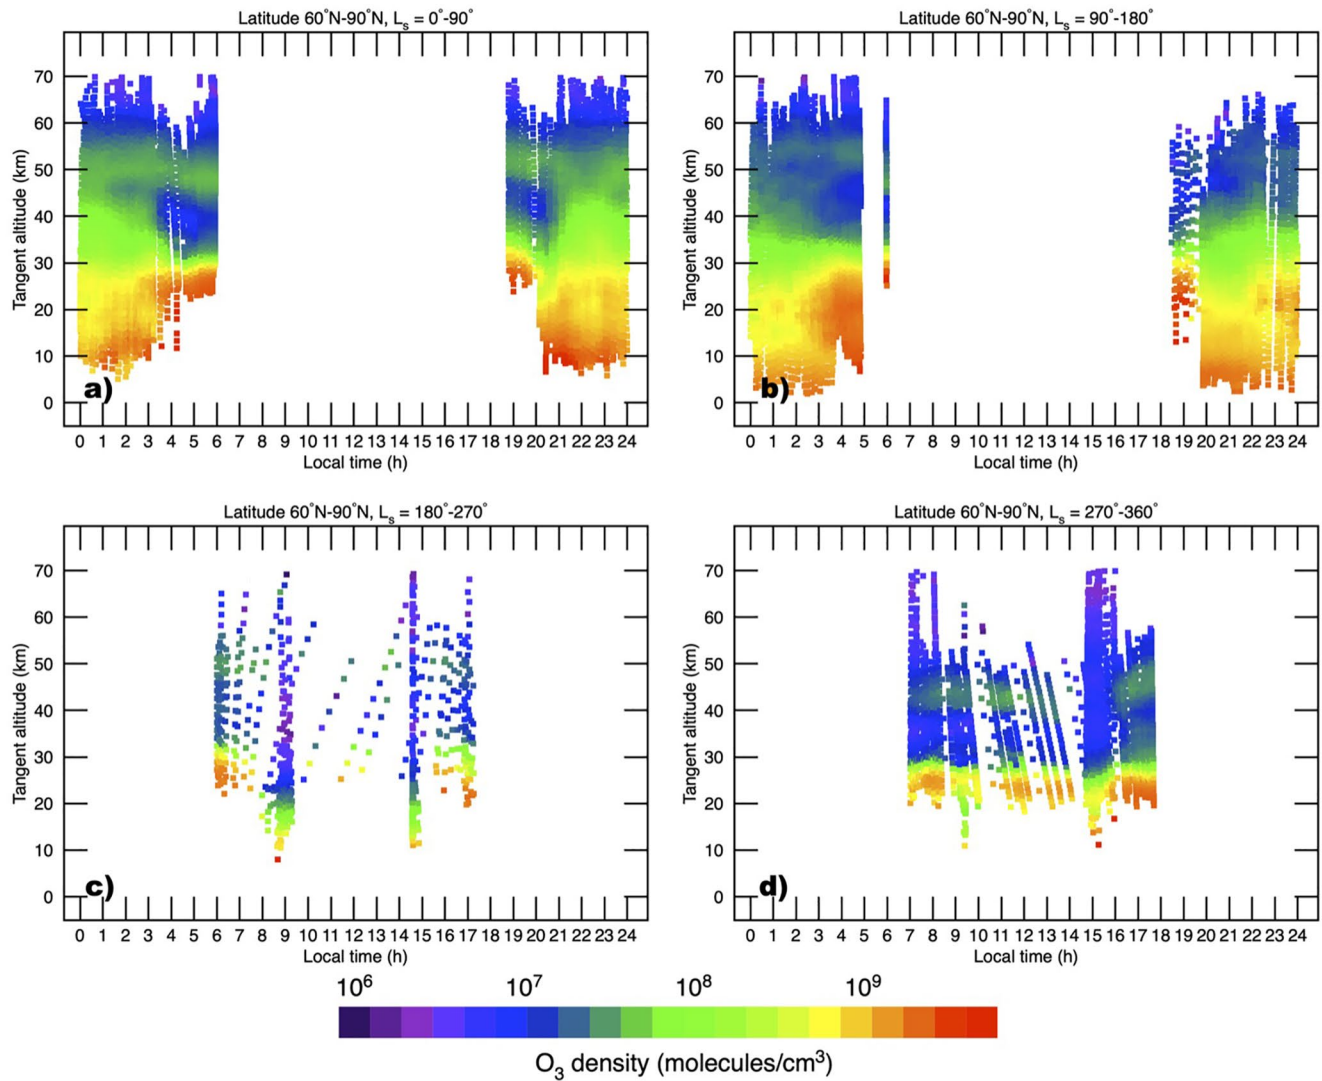 Latitude 60°N-90°N, Ls = 0°-90°
Latitude 60°N-90°N, Ls = 90°-180°
70
60
50
40
30
20
10
0
Tangent altitude (km)
a)
0 1 2 3 4 5 6 7 8 9 10 11 12 13 14 15 16 17 18 19 20 21 22 23 24
Local time (h)
70
60
50
40
30
20
10
0
Tangent altitude (km)
b)
0 1 2 3 4 5 6 7 8 9 10 11 12 13 14 15 16 17 18 19 20 21 22 23 24
Local time (h)
Latitude 60°N-90°N, Ls = 180°-270°
Latitude 60°N-90°N, Ls = 270°-360°
70
60
50
40
30
20
10
0
Tangent altitude (km)
c)
0 1 2 3 4 5 6 7 8 9 10 11 12 13 14 15 16 17 18 19 20 21 22 23 24
Local time (h)
70
60
50
40
30
20
10
0
Tangent altitude (km)
d)
0 1 2 3 4 5 6 7 8 9 10 11 12 13 14 15 16 17 18 19 20 21 22 23 24
Local time (h)
10⁶ 10⁷ 10⁸ 10⁹
O₃ density (molecules/cm³)